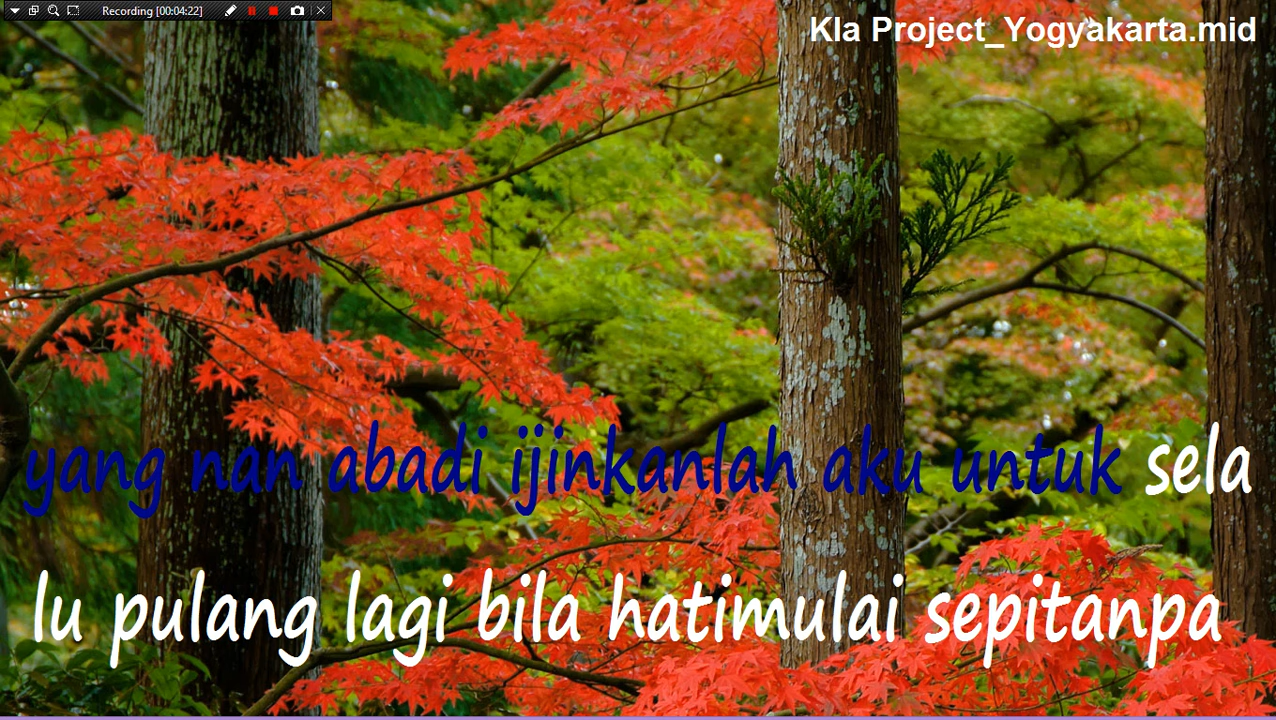 Recording [00:04:22]
Kla Project_Yogyakarta.mid
yang nan abadi ijinkanlah aku untuk sela
lu pulang lagi bila hatimulai sepitanpa